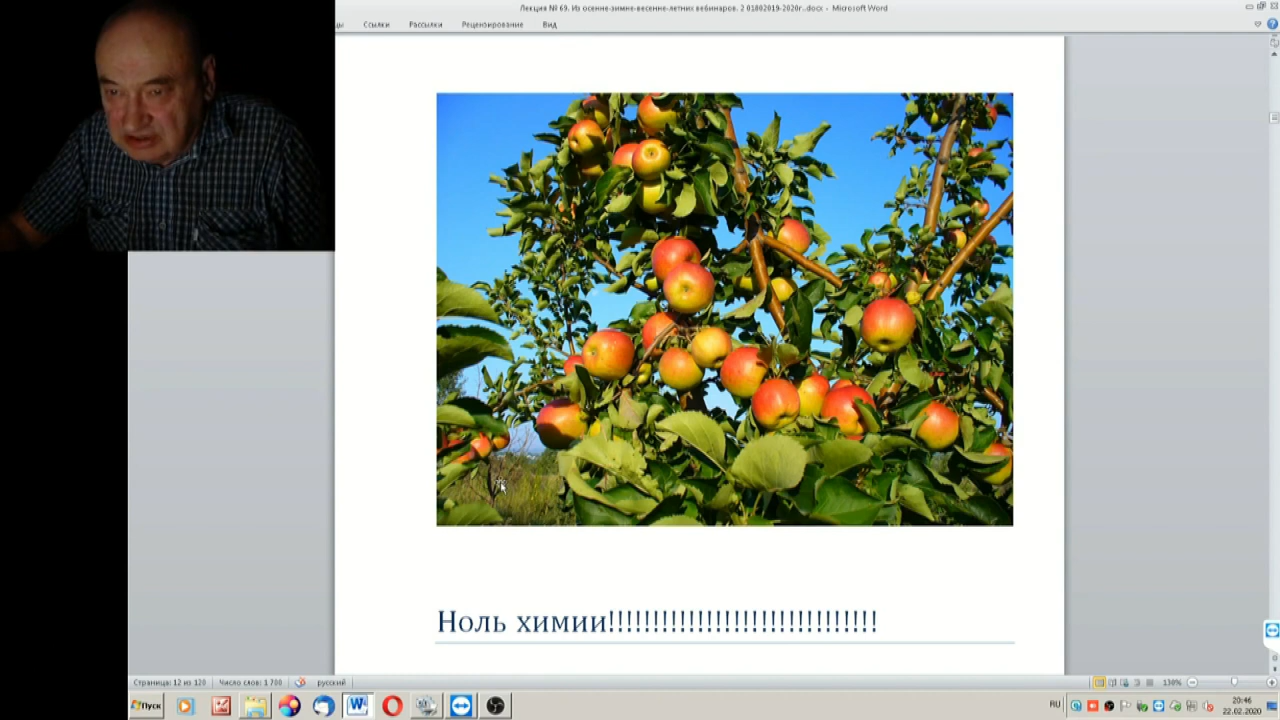 Лекция № 69. Из осенне-зимне-весенне-летних вебинаров. 2 01802019-2020г..docx - Microsoft Word
Ссылки Рассылки Рецензирование Вид
Ноль химии!!!!!!!!!!!!!!!!!!!!!!!!!!!!!
Страница: 12 из 120 Число слов: 1 700 русский 130%
Пуск RU 20:46
22.02.2020